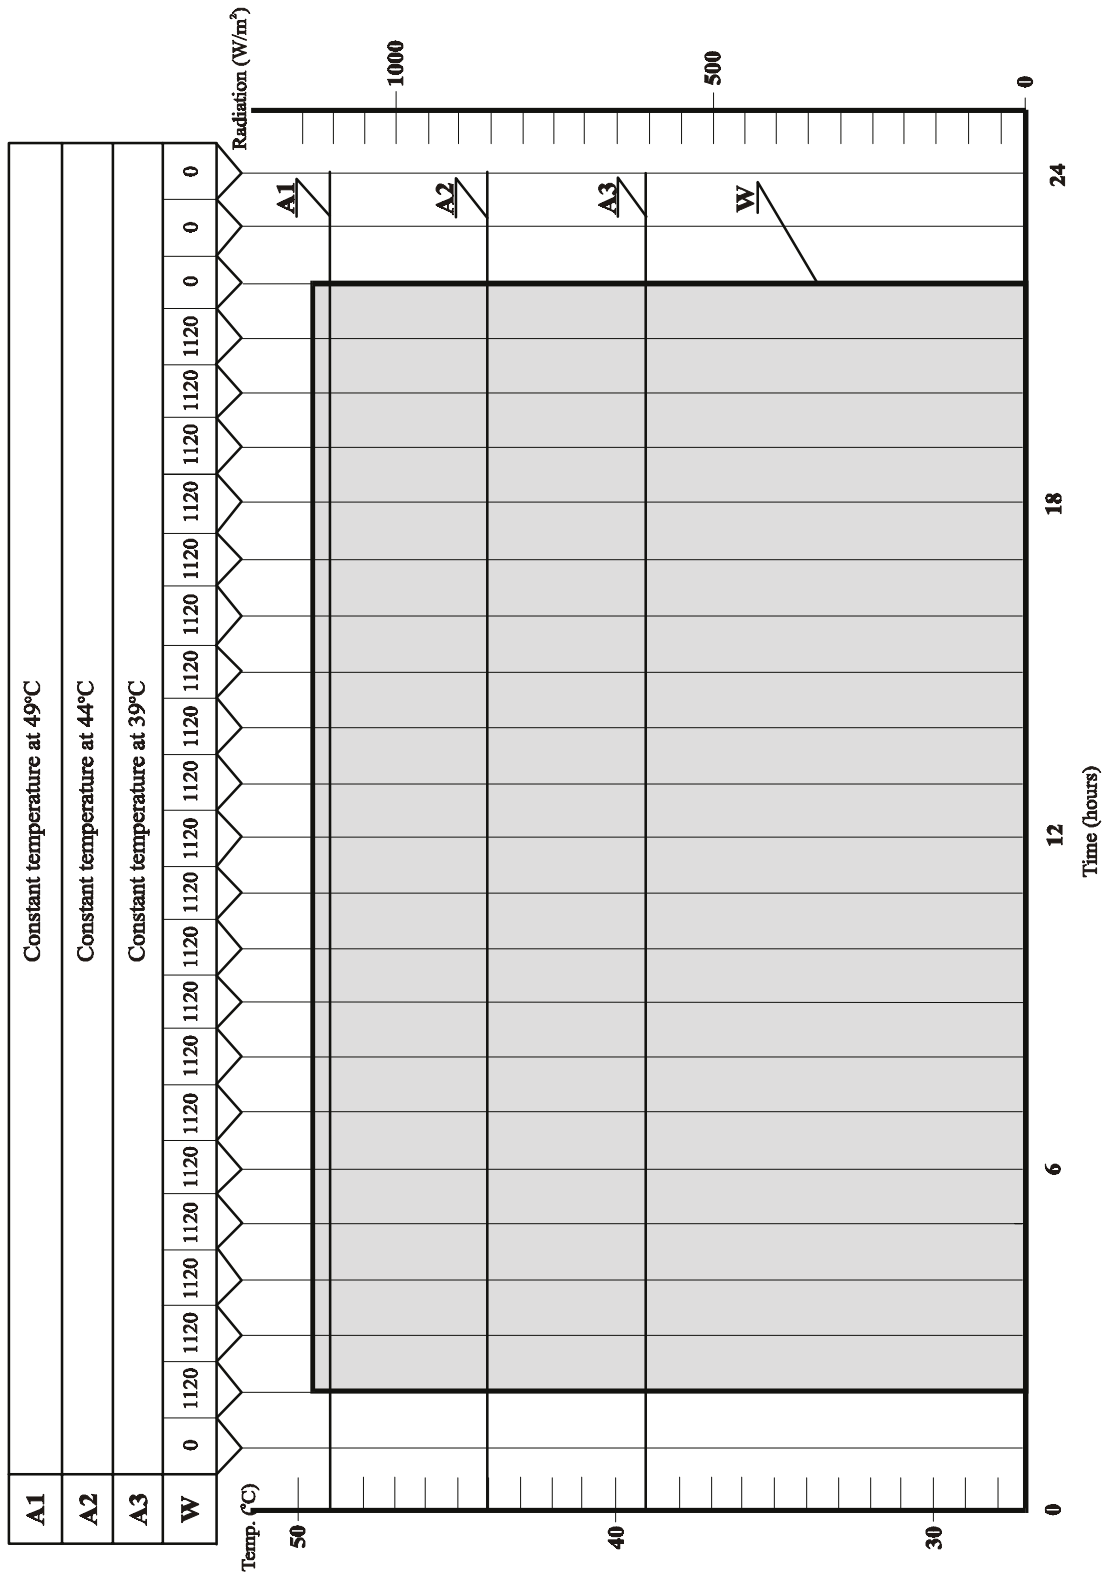 A1 Constant temperature at 49°C
A2 Constant temperature at 44°C
A3 Constant temperature at 39°C
W 0 1120 1120 1120 1120 1120 1120 1120 1120 1120 1120 1120 1120 1120 1120 1120 1120 1120 1120 1120 1120 0 0 0
Temp. (°C)
Radiation (W/m²)
50
A1
1000
A2
40
A3
500
W
30
0
0 6 12 18 24
Time (hours)